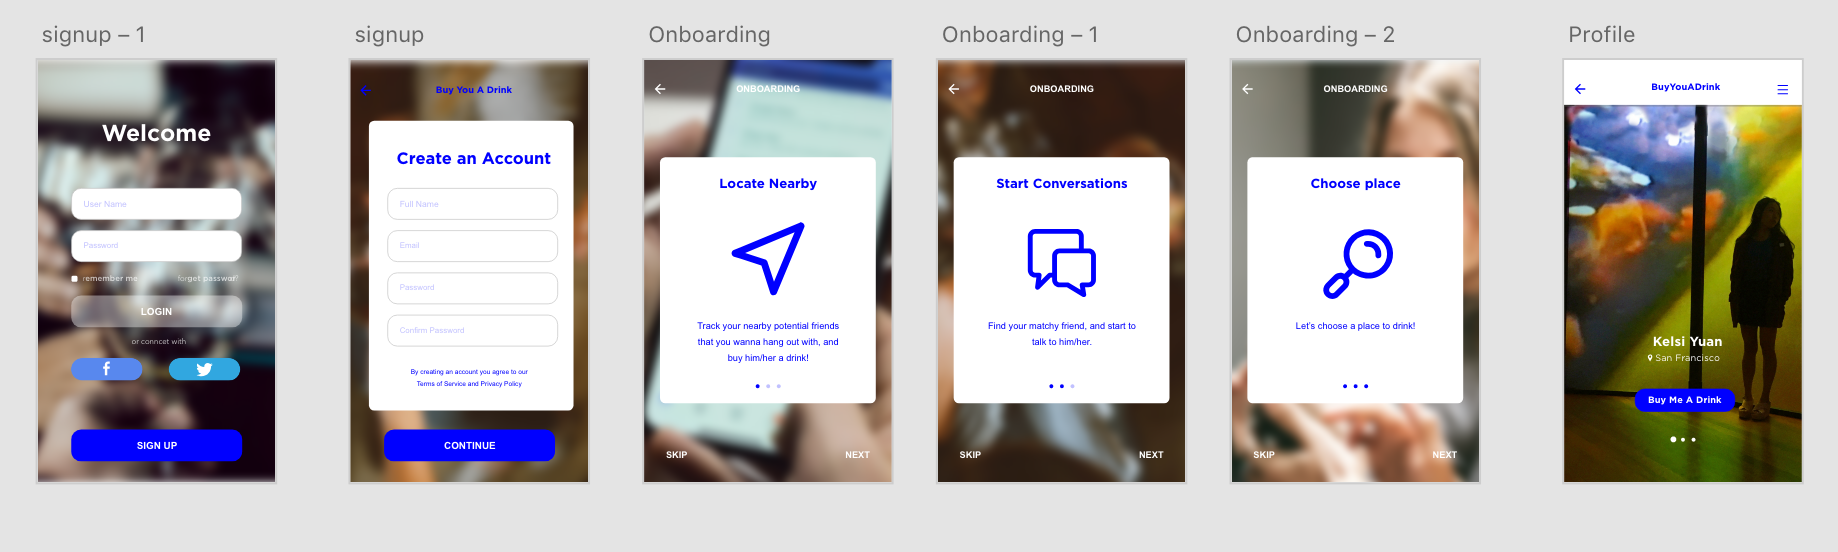 signup – 1
Welcome
User Name
Password
remember me
forget passwat?
LOGIN
or conncet with
SIGN UP
signup
Buy You A Drink
Create an Account
Full Name
Email
Password
Confirm Password
By creating an account you agree to our
Terms of Service and Privacy Policy
CONTINUE
Onboarding
ONBOARDING
Locate Nearby
Track your nearby potential friends
that you wanna hang out with, and
buy him/her a drink!
SKIP
NEXT
Onboarding – 1
ONBOARDING
Start Conversations
Find your matchy friend, and start to
talk to him/her.
SKIP
NEXT
Onboarding – 2
ONBOARDING
Choose place
Let's choose a place to drink!
SKIP
NEXT
Profile
BuyYouADrink
Kelsi Yuan
San Francisco
Buy Me A Drink